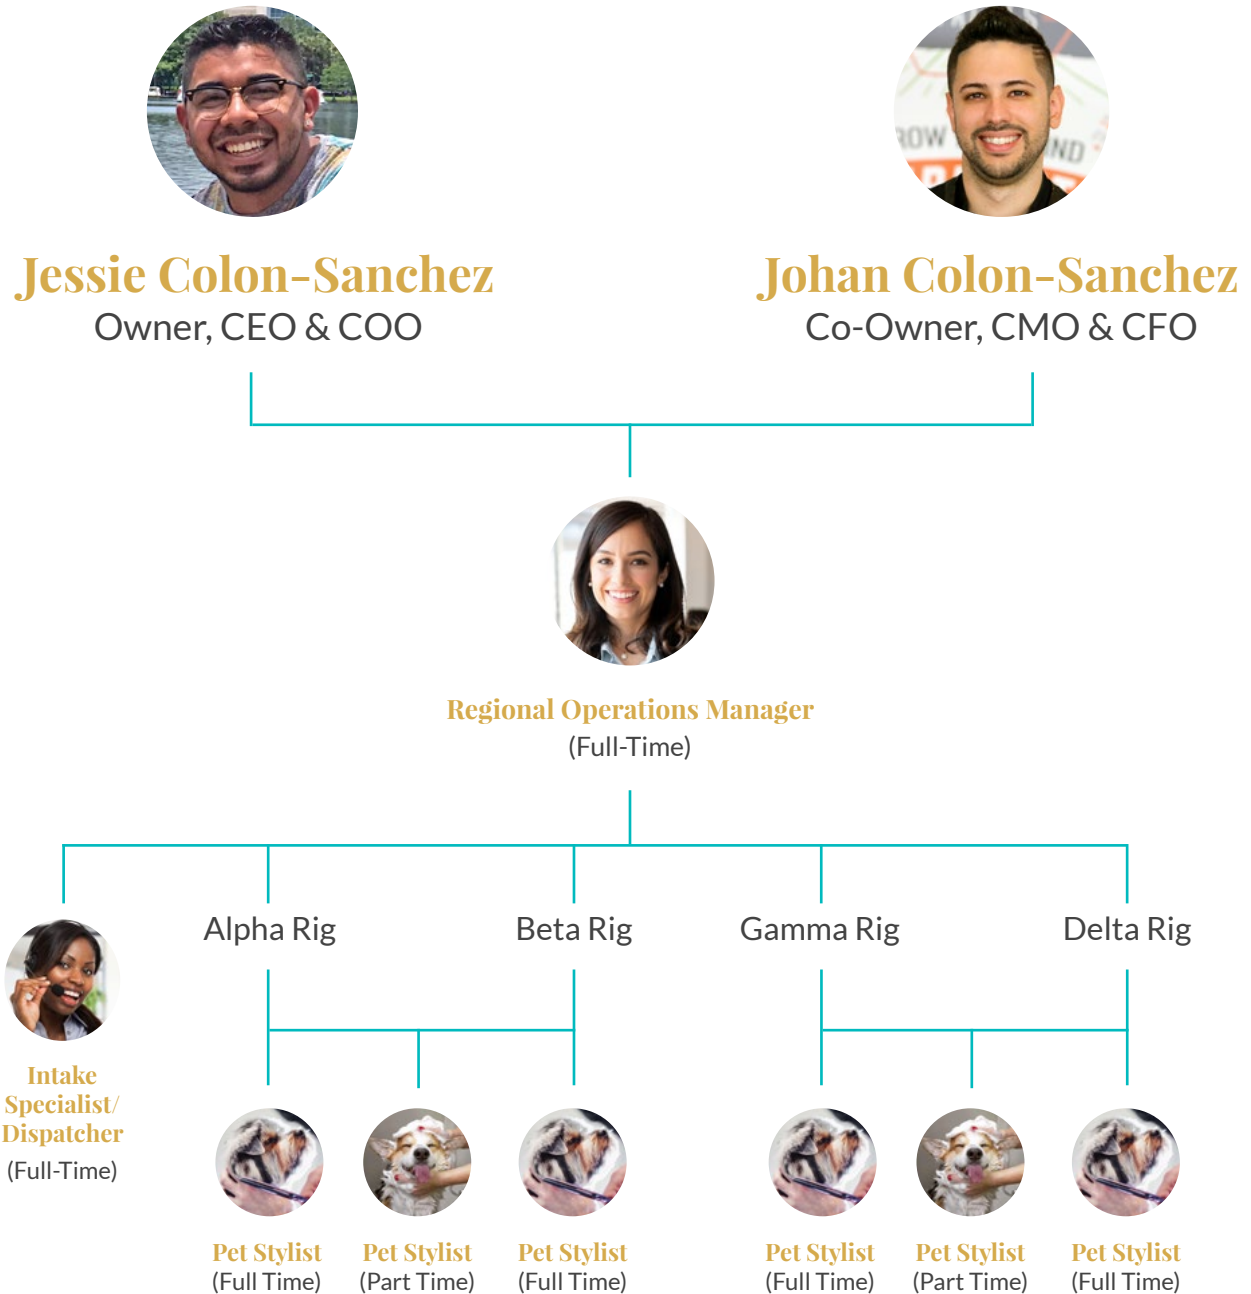 Jessie Colon-Sanchez
Owner, CEO & COO
Johan Colon-Sanchez
Co-Owner, CMO & CFO
Regional Operations Manager
(Full-Time)
Alpha Rig
Beta Rig
Gamma Rig
Delta Rig
Intake
Specialist/
Dispatcher
(Full-Time)
Pet Stylist
(Full Time)
Pet Stylist
(Part Time)
Pet Stylist
(Full Time)
Pet Stylist
(Full Time)
Pet Stylist
(Part Time)
Pet Stylist
(Full Time)